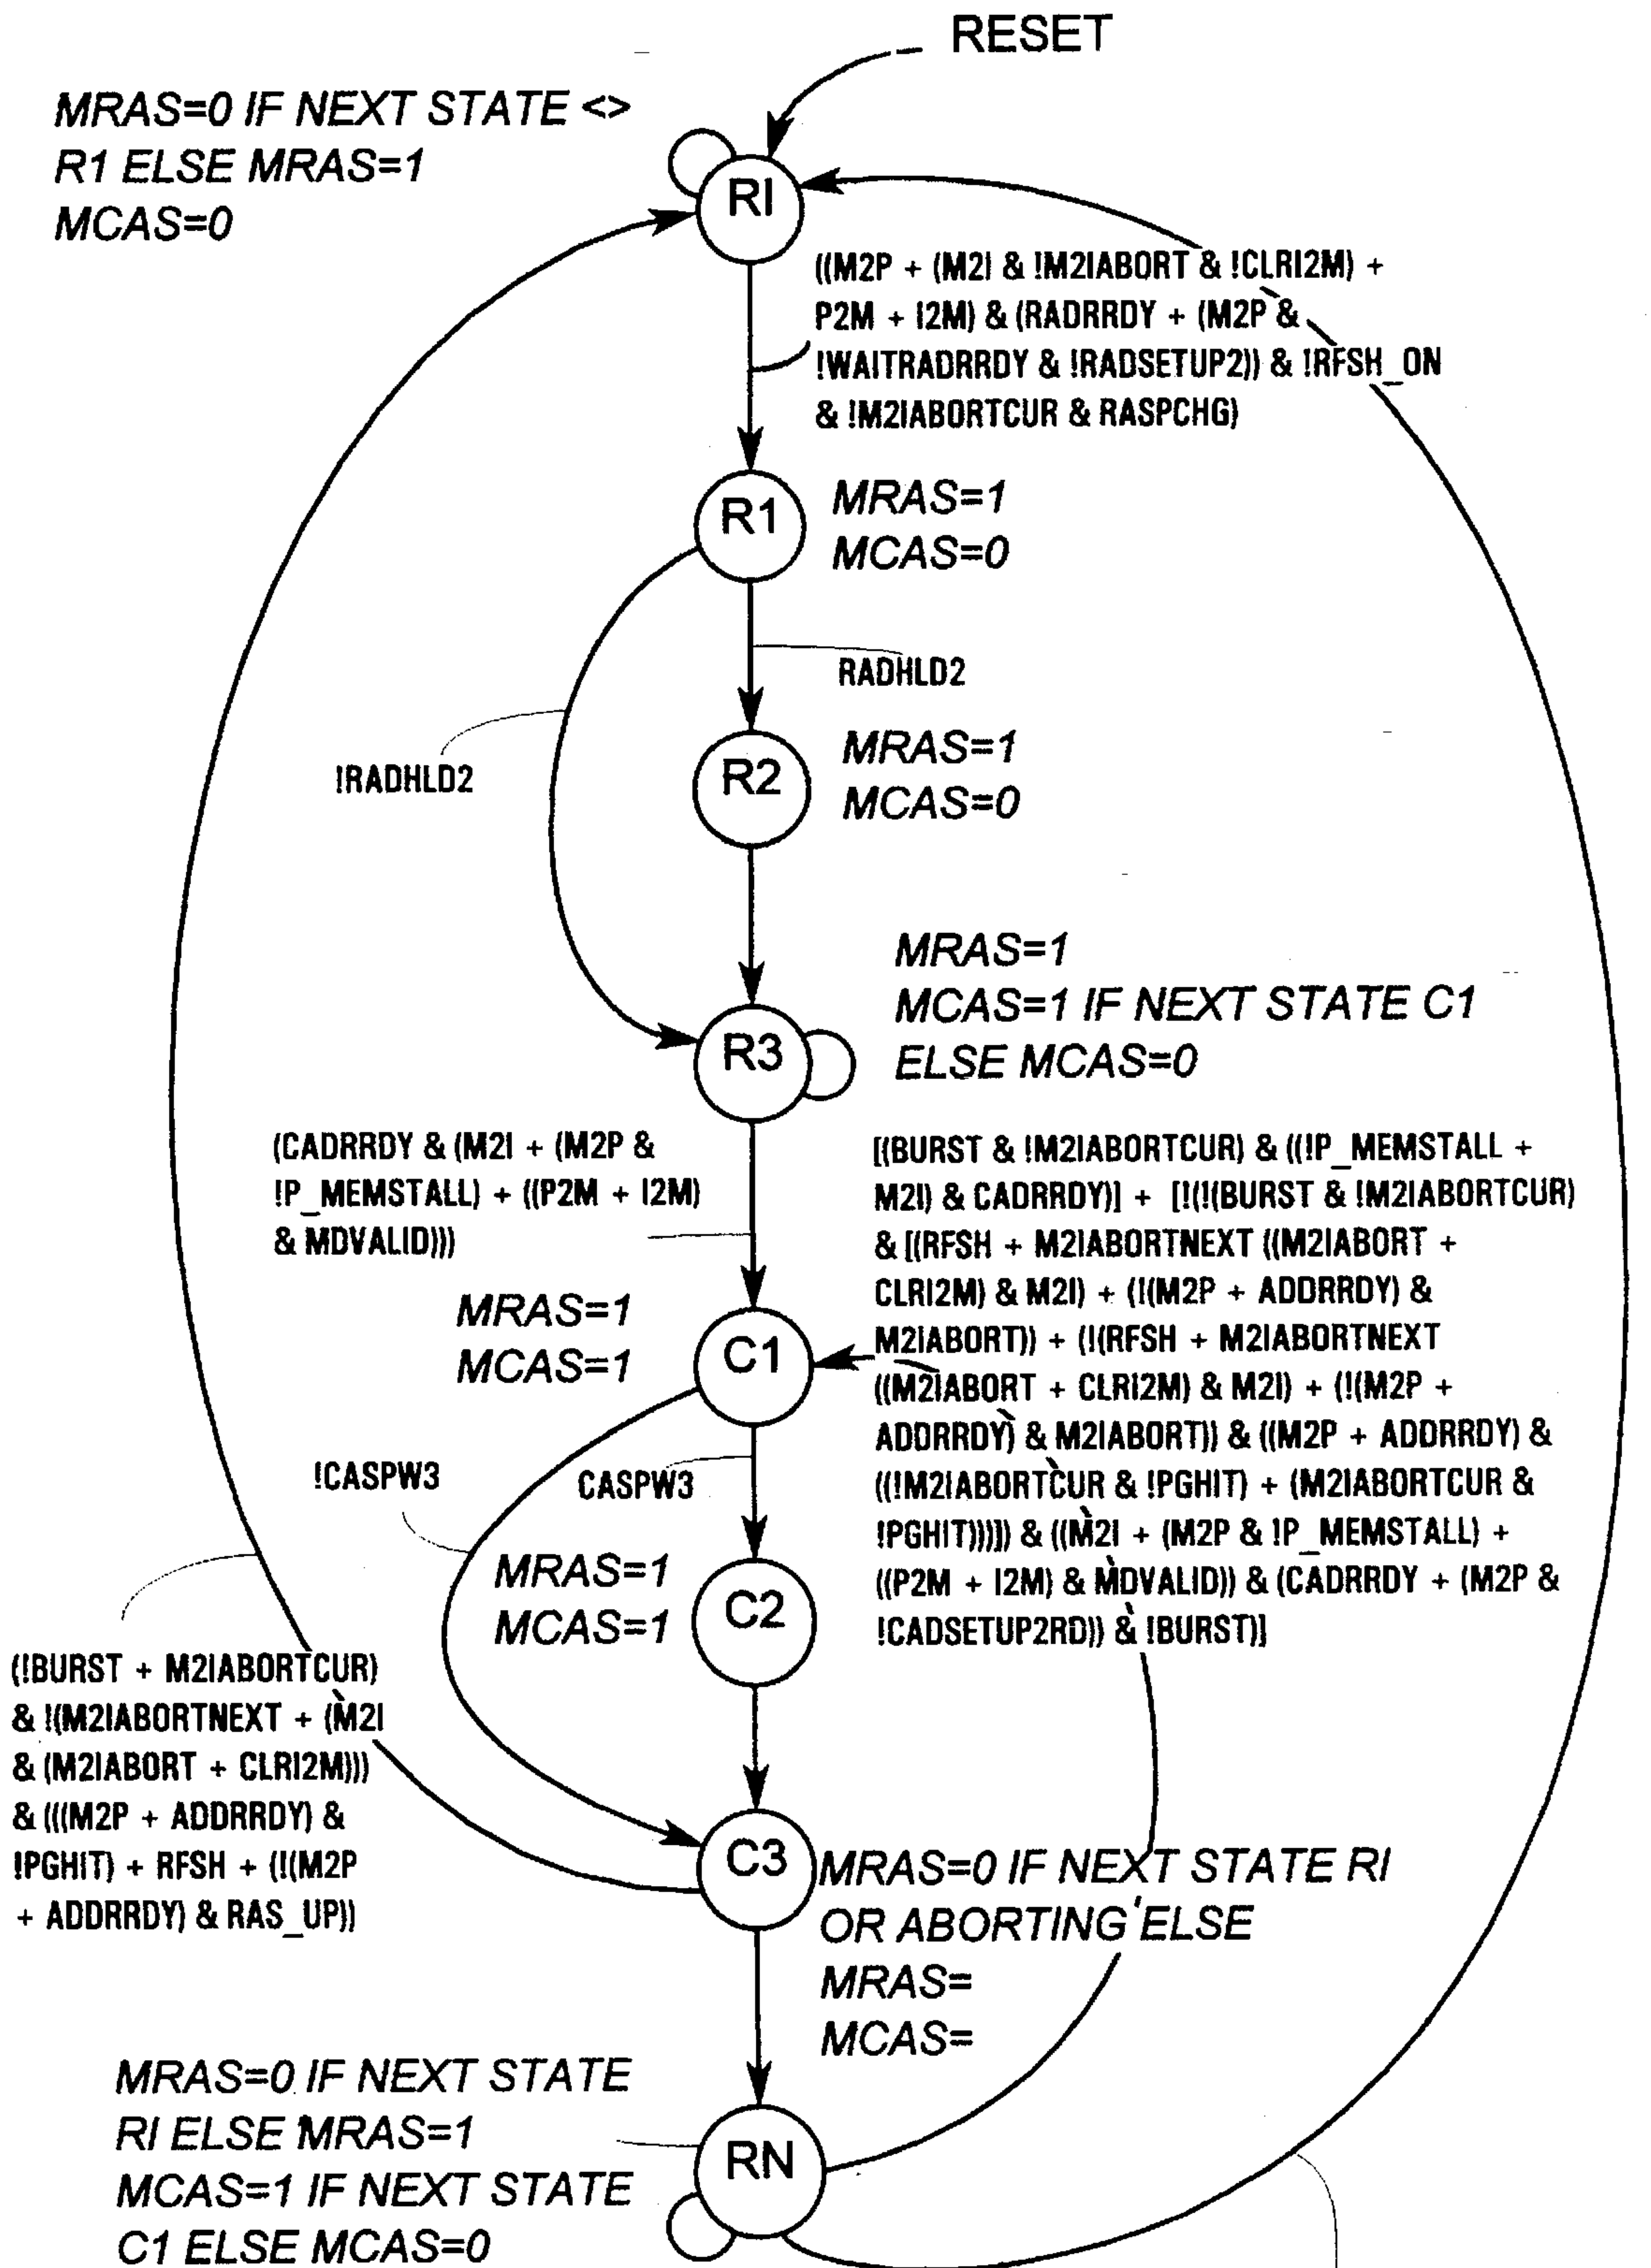 RESET
MRAS=0 IF NEXT STATE <>
R1 ELSE MRAS=1
MCAS=0
RI
((M2P + (M2I & !M2IABORT & !CLRI2M) +
P2M + I2M) & (RADRRDY + (M2P &
!WAITRADRRDY & !RADSETUP2)) & !RFSH_ON
& !M2IABORTCUR & RASPCHG)
R1
MRAS=1
MCAS=0
RADHLD2
!RADHLD2
R2
MRAS=1
MCAS=0
MRAS=1
MCAS=1 IF NEXT STATE C1
ELSE MCAS=0
R3
(CADRRDY & (M2I + (M2P &
!P_MEMSTALL) + ((P2M + I2M)
& MDVALID)))
[(BURST & !M2IABORTCUR) & ((!P_MEMSTALL +
M2I) & CADRRDY)] + [!(!(BURST & !M2IABORTCUR)
& [(RFSH + M2IABORTNEXT ((M2IABORT +
CLRI2M) & M2I) + (!(M2P + ADDRRDY) &
M2IABORT)) + (!(RFSH + M2IABORTNEXT
((M2IABORT + CLRI2M) & M2I) + (!(M2P +
ADDRRDY) & M2IABORT)) & ((M2P + ADDRRDY) &
((!M2IABORTCUR & !PGHIT) + (M2IABORTCUR &
!PGHIT)))]) & ((M2I + (M2P & !P_MEMSTALL) +
((P2M + I2M) & MDVALID)) & (CADRRDY + (M2P &
!CADSETUP2RD)) & !BURST)]
MRAS=1
MCAS=1
C1
!CASPW3
CASPW3
MRAS=1
MCAS=1
C2
(!BURST + M2IABORTCUR)
& !(M2IABORTNEXT + (M2I
& (M2IABORT + CLRI2M)))
& (((M2P + ADDRRDY) &
!PGHIT) + RFSH + (!(M2P
+ ADDRRDY) & RAS_UP))
C3
MRAS=0 IF NEXT STATE RI
OR ABORTING ELSE
MRAS=
MCAS=
MRAS=0 IF NEXT STATE
RI ELSE MRAS=1
MCAS=1 IF NEXT STATE
C1 ELSE MCAS=0
RN